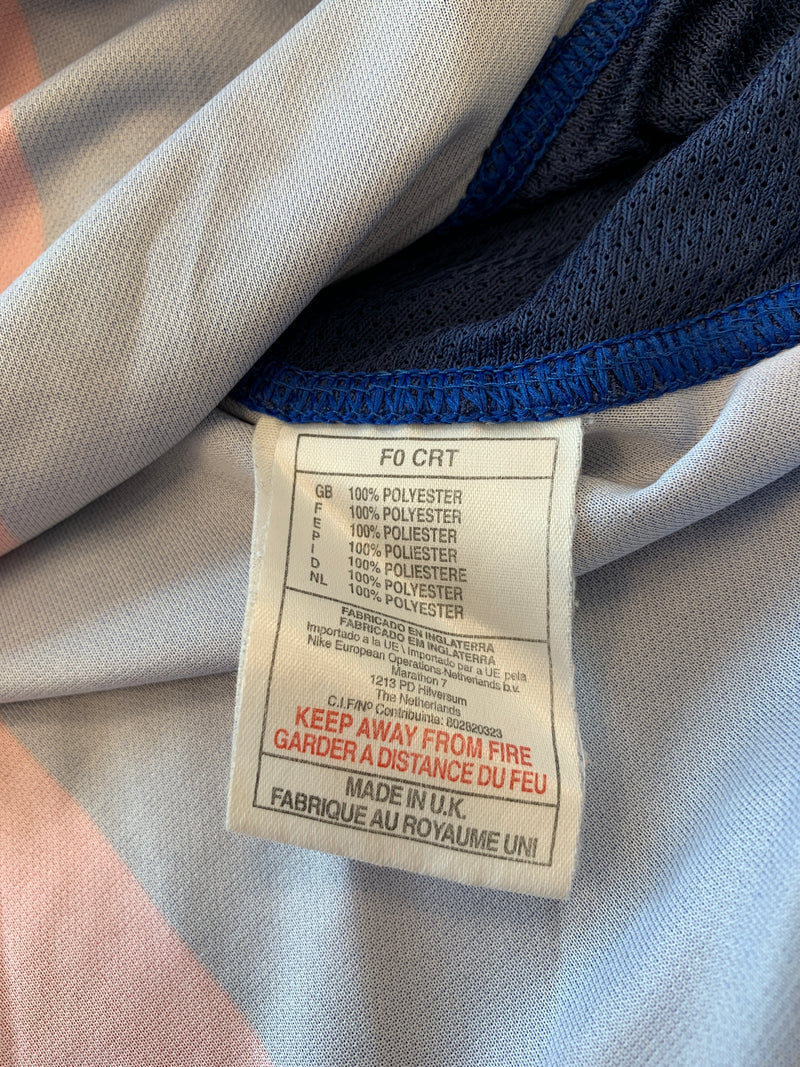 F0 CRT
GB 100% POLYESTER
F 100% POLYESTER
E 100% POLIESTER
P 100% POLIESTER
I 100% POLIESTERE
D 100% POLYESTER
NL 100% POLYESTER
FABRICADO EN INGLATERRA
FABRICADO EM INGLATERRA
Importado a la UE \ Importado par a UE pela
Nike European Operations Netherlands b.v.
Marathon 7
1213 PD Hilversum
The Netherlands
C.I.F/Nº Contribuinta: 802820323
KEEP AWAY FROM FIRE
GARDER A DISTANCE DU FEU
MADE IN U.K.
FABRIQUE AU ROYAUME UNI